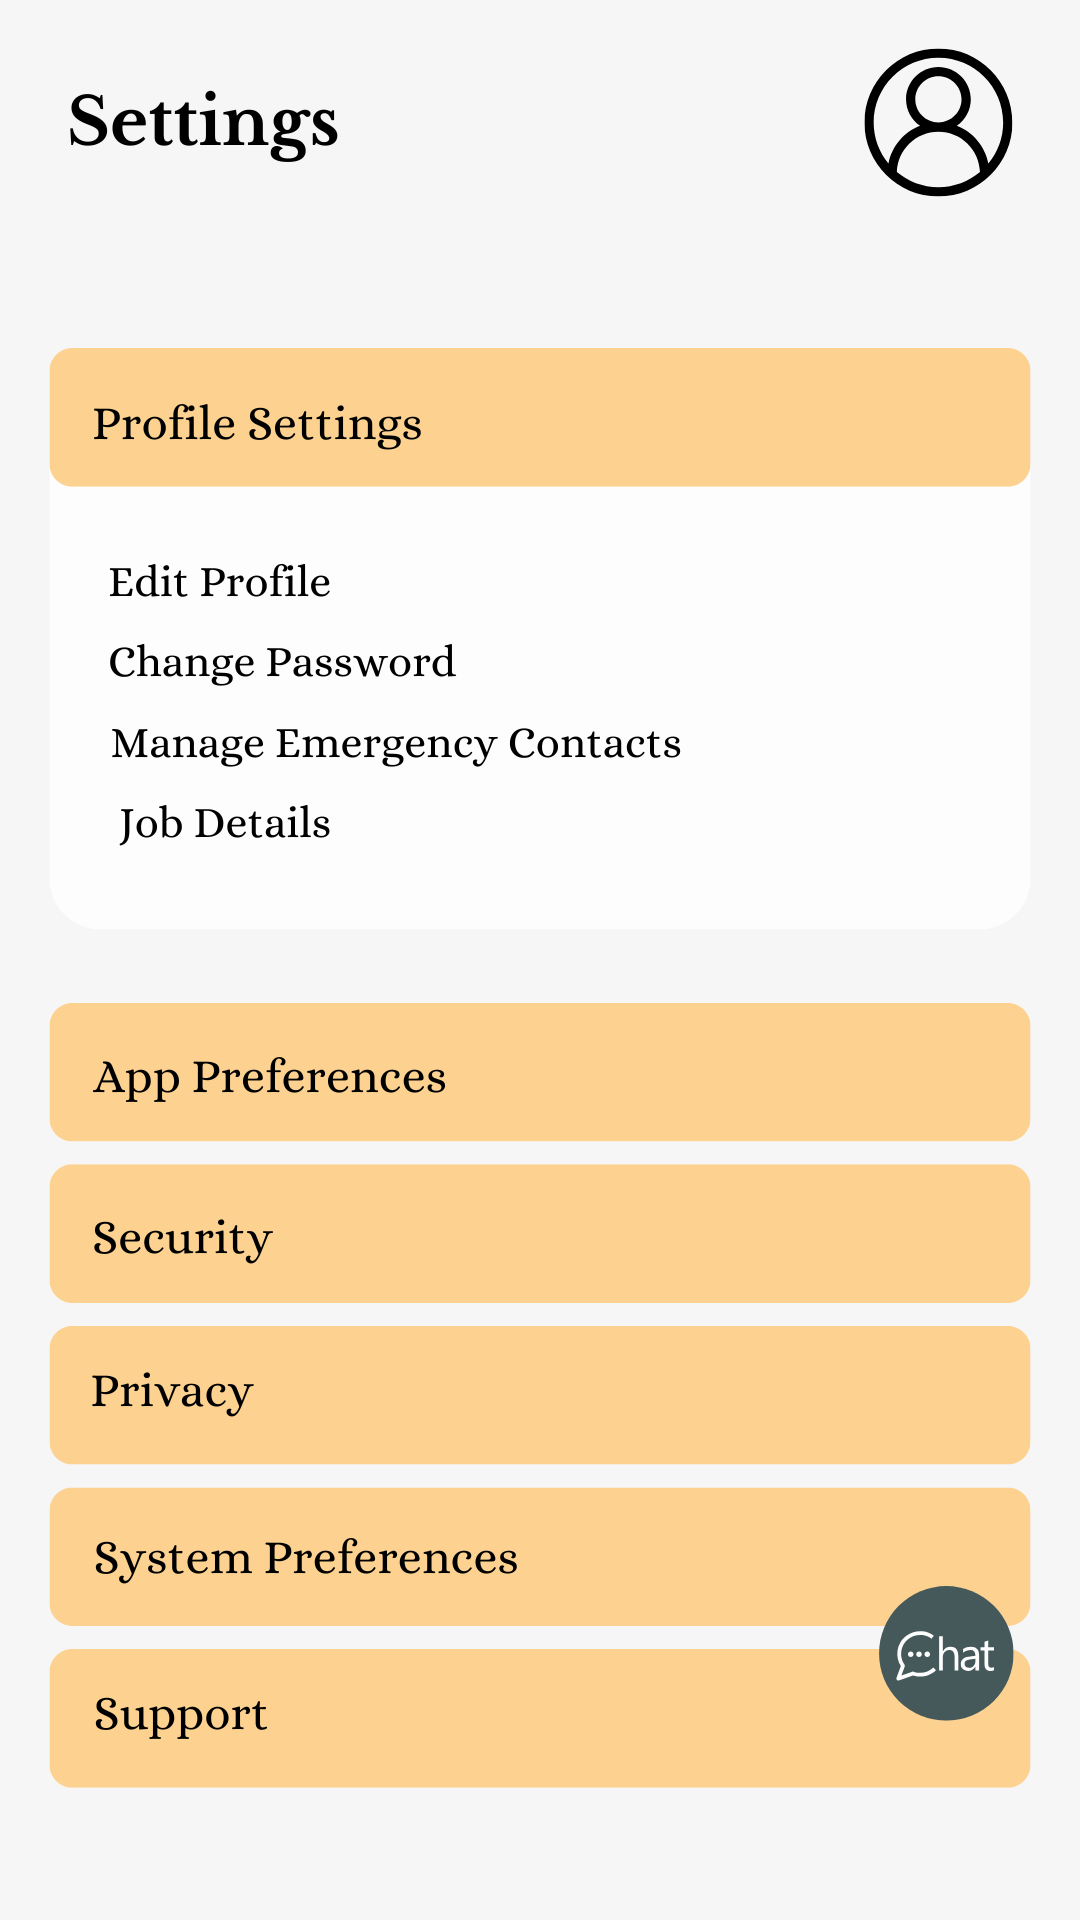 Settings
Profile Settings
Edit Profile
Change Password
Manage Emergency Contacts
Job Details
App Preferences
Security
Privacy
System Preferences
Support
Chat